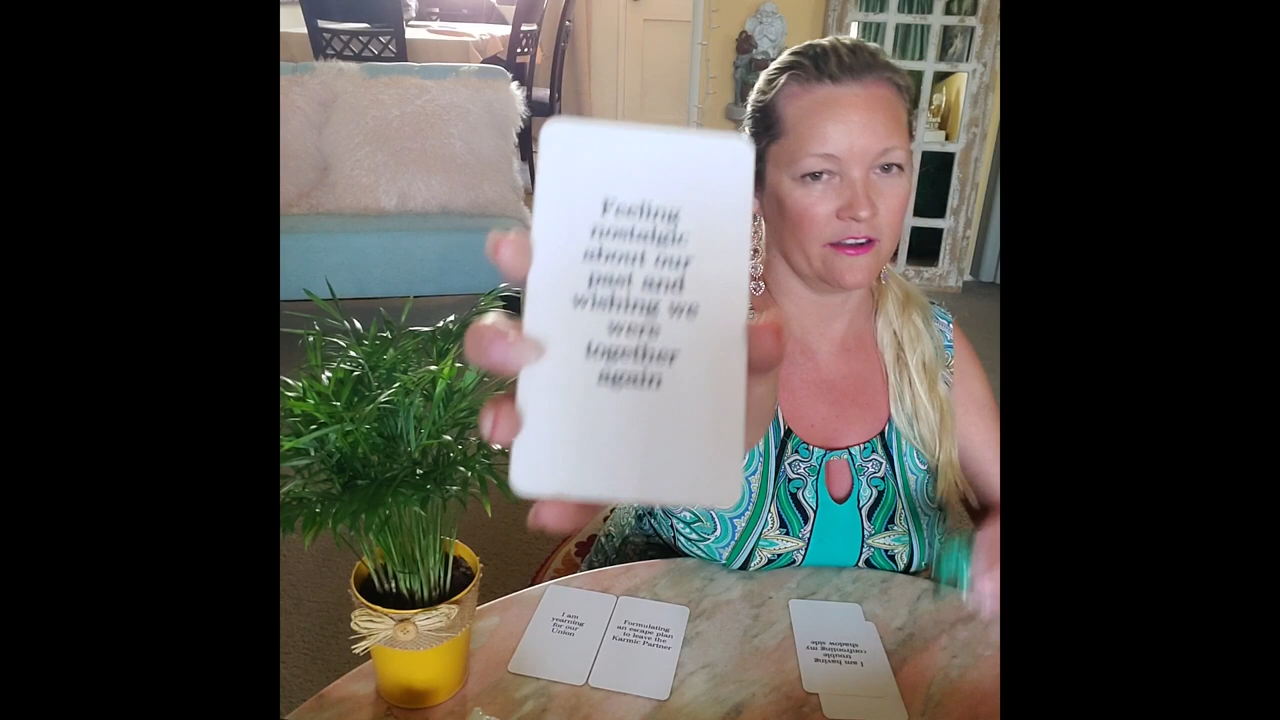 Feeling
nostalgic
about our
past and
wishing we
were
together
again
I am
yearning
for our
Union
Formulating
an escape plan
to leave the
Karmic Partner
I am having
trouble
confronting my
shadow side